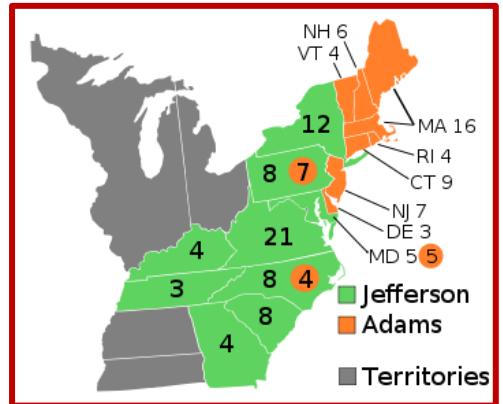 NH 6
VT 4
12
MA 16
RI 4
8 7
CT 9
NJ 7
DE 3
4
21
MD 5 5
3
8 4
Jefferson
8
Adams
4
Territories